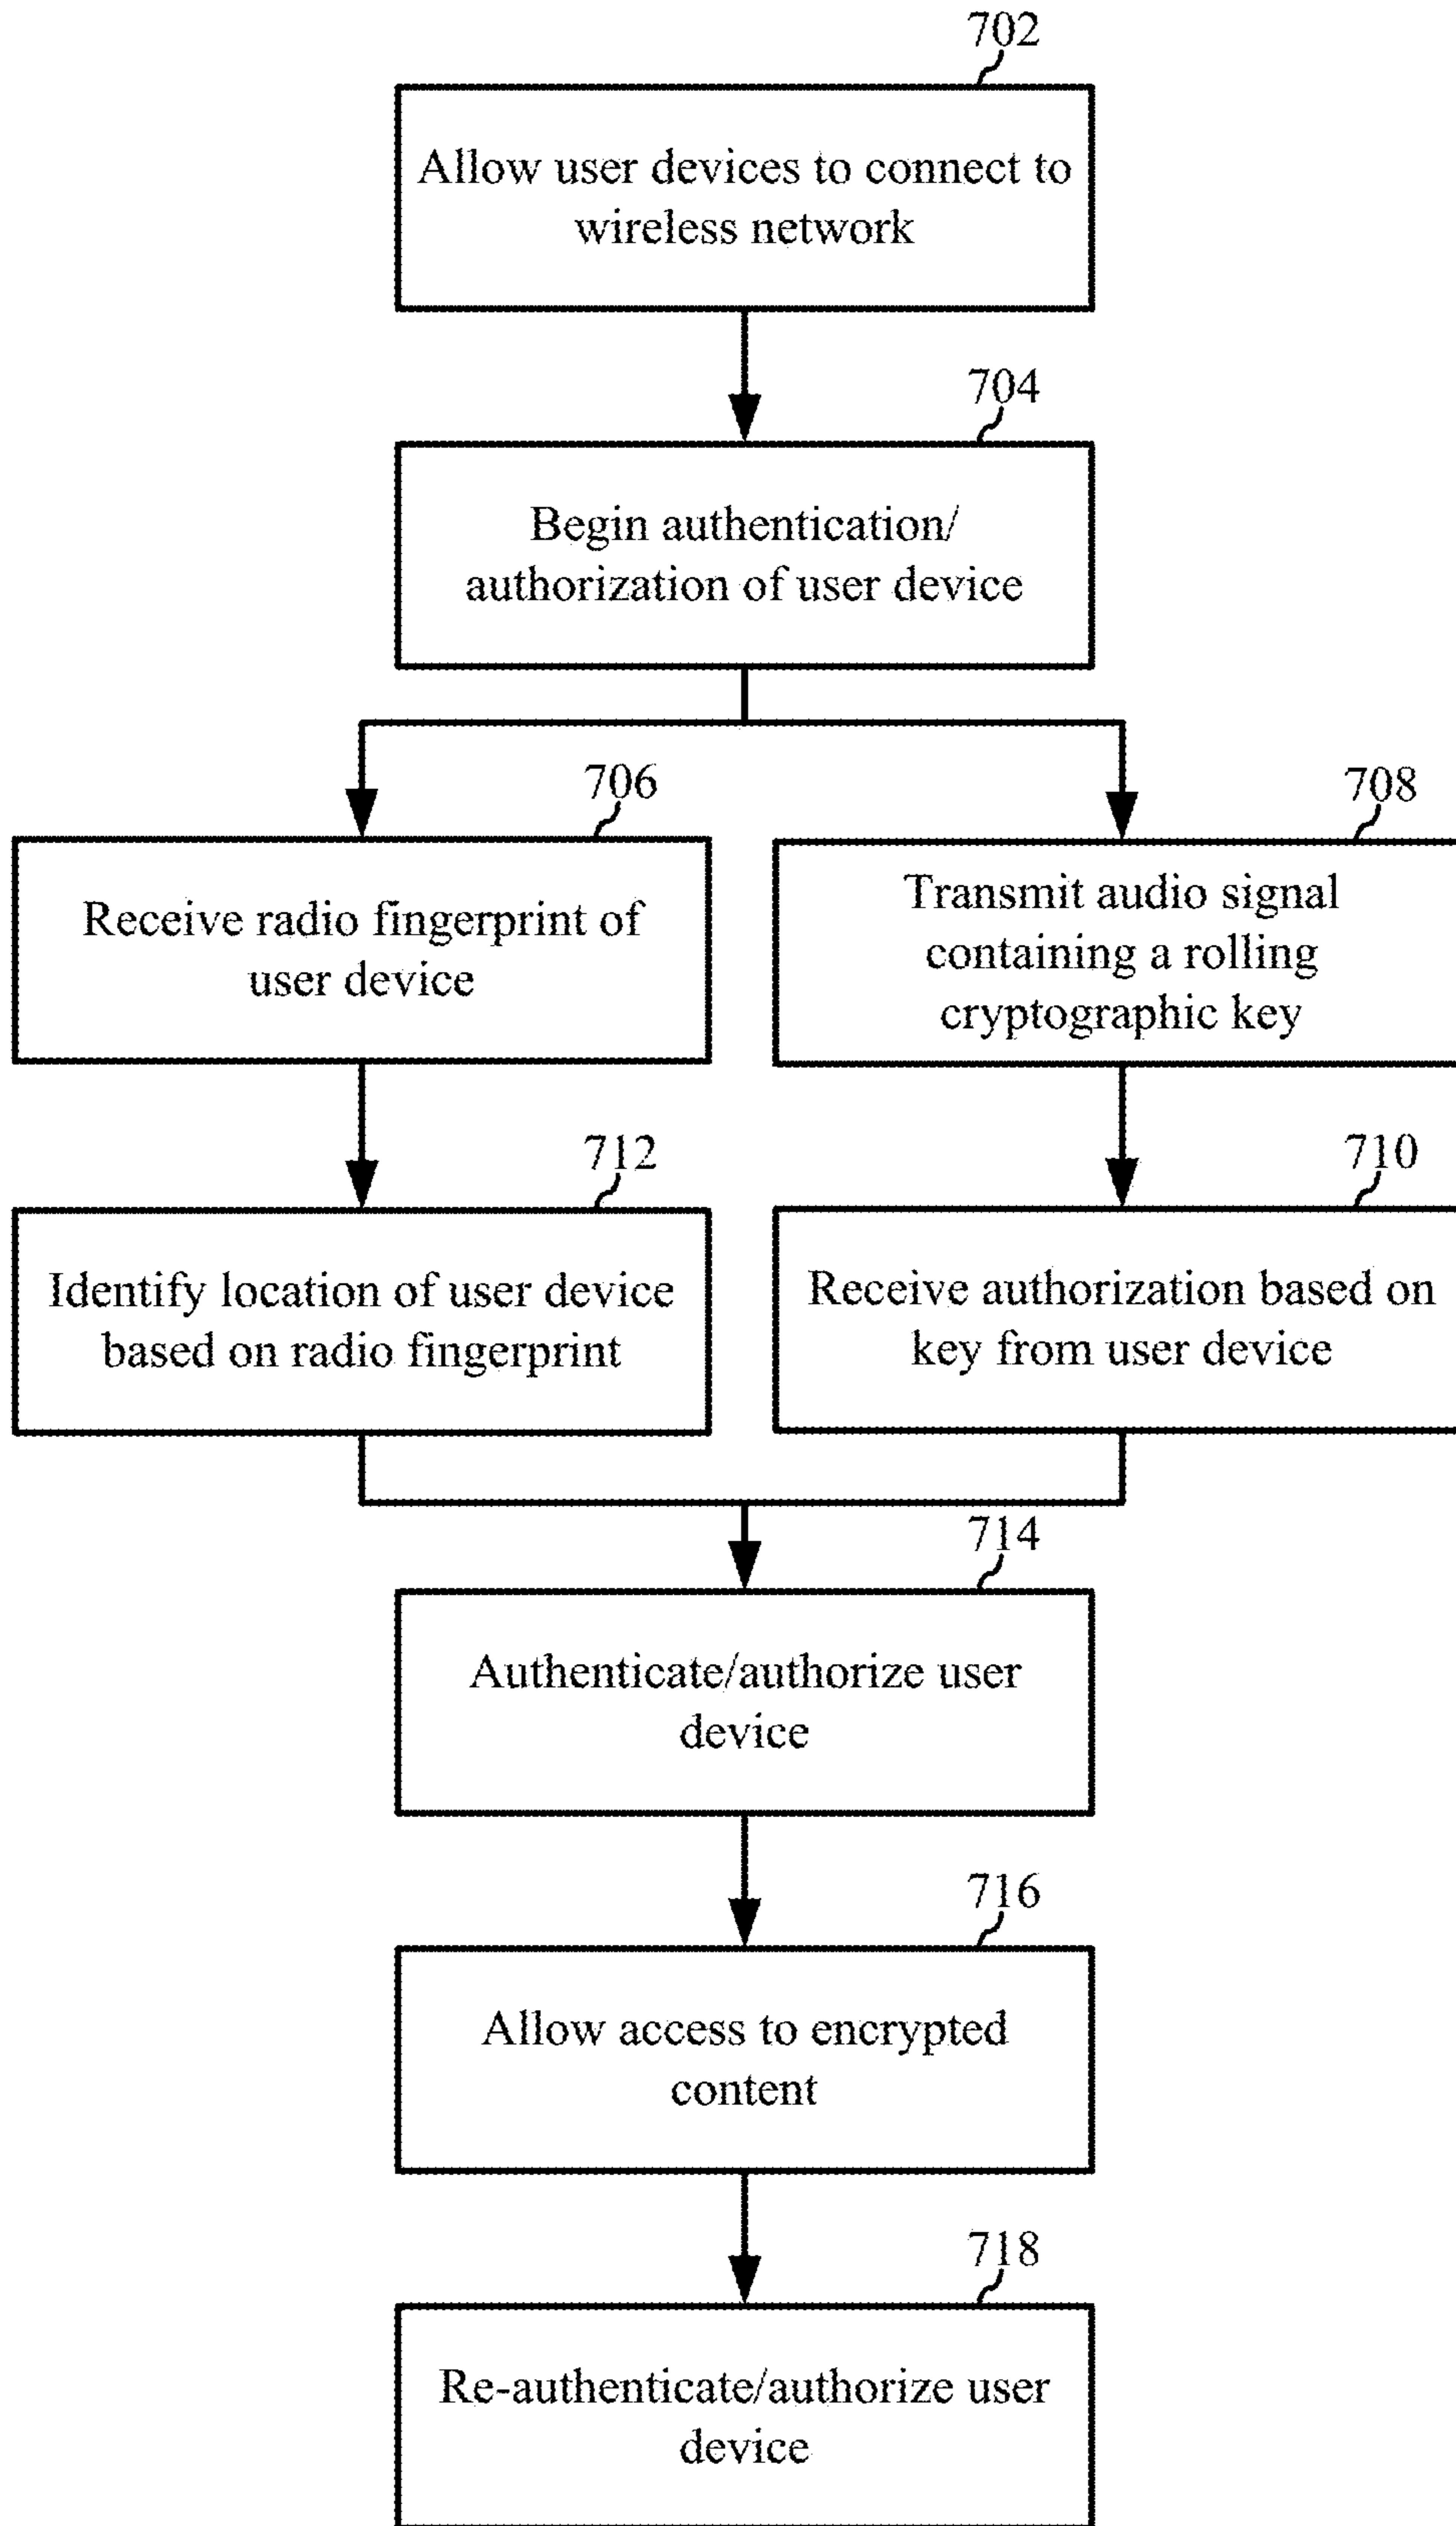 702
Allow user devices to connect to
wireless network
704
Begin authentication/
authorization of user device
706
Receive radio fingerprint of
user device
708
Transmit audio signal
containing a rolling
cryptographic key
712
Identify location of user device
based on radio fingerprint
710
Receive authorization based on
key from user device
714
Authenticate/authorize user
device
716
Allow access to encrypted
content
718
Re-authenticate/authorize user
device